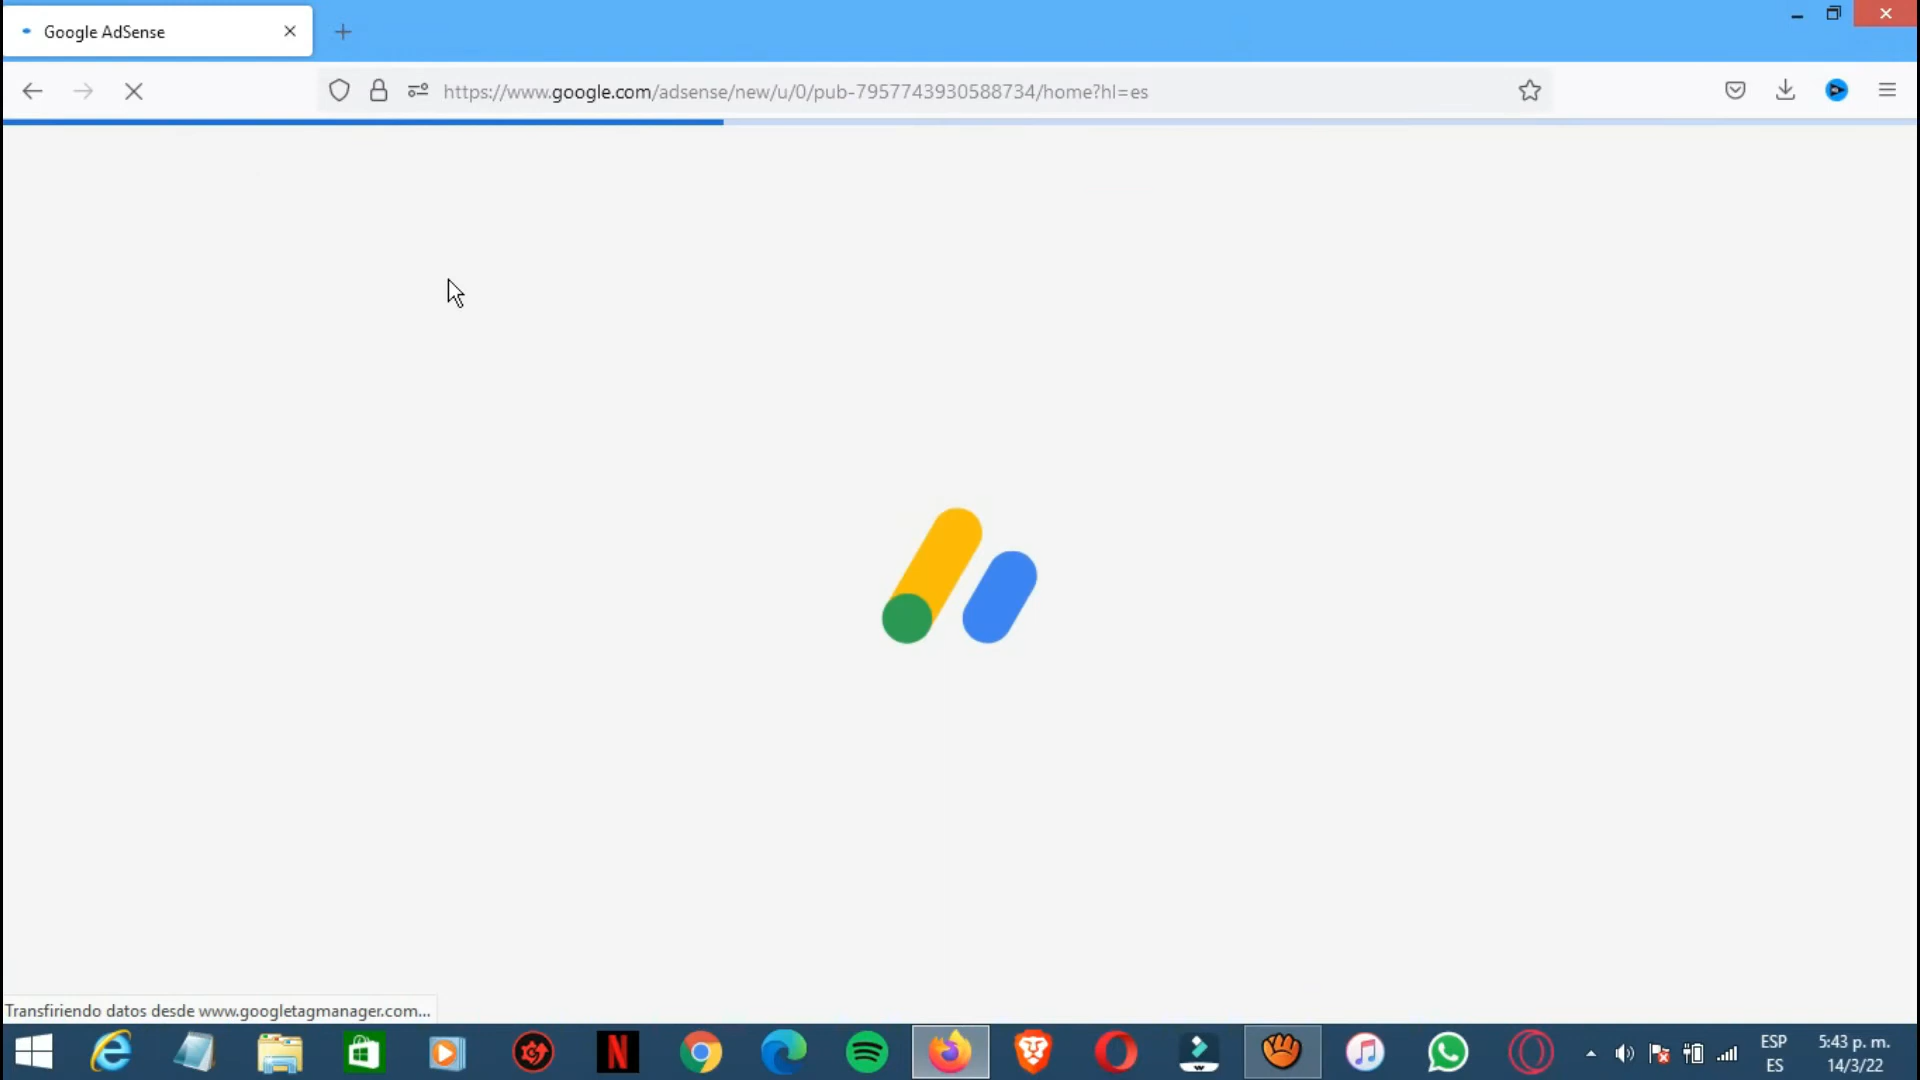 Google AdSense
https://www.google.com/adsense/new/u/0/pub-7957743930588734/home?hl=es
Transfiriendo datos desde www.googletagmanager.com...
ESP
ES
5:43 p. m.
14/3/22